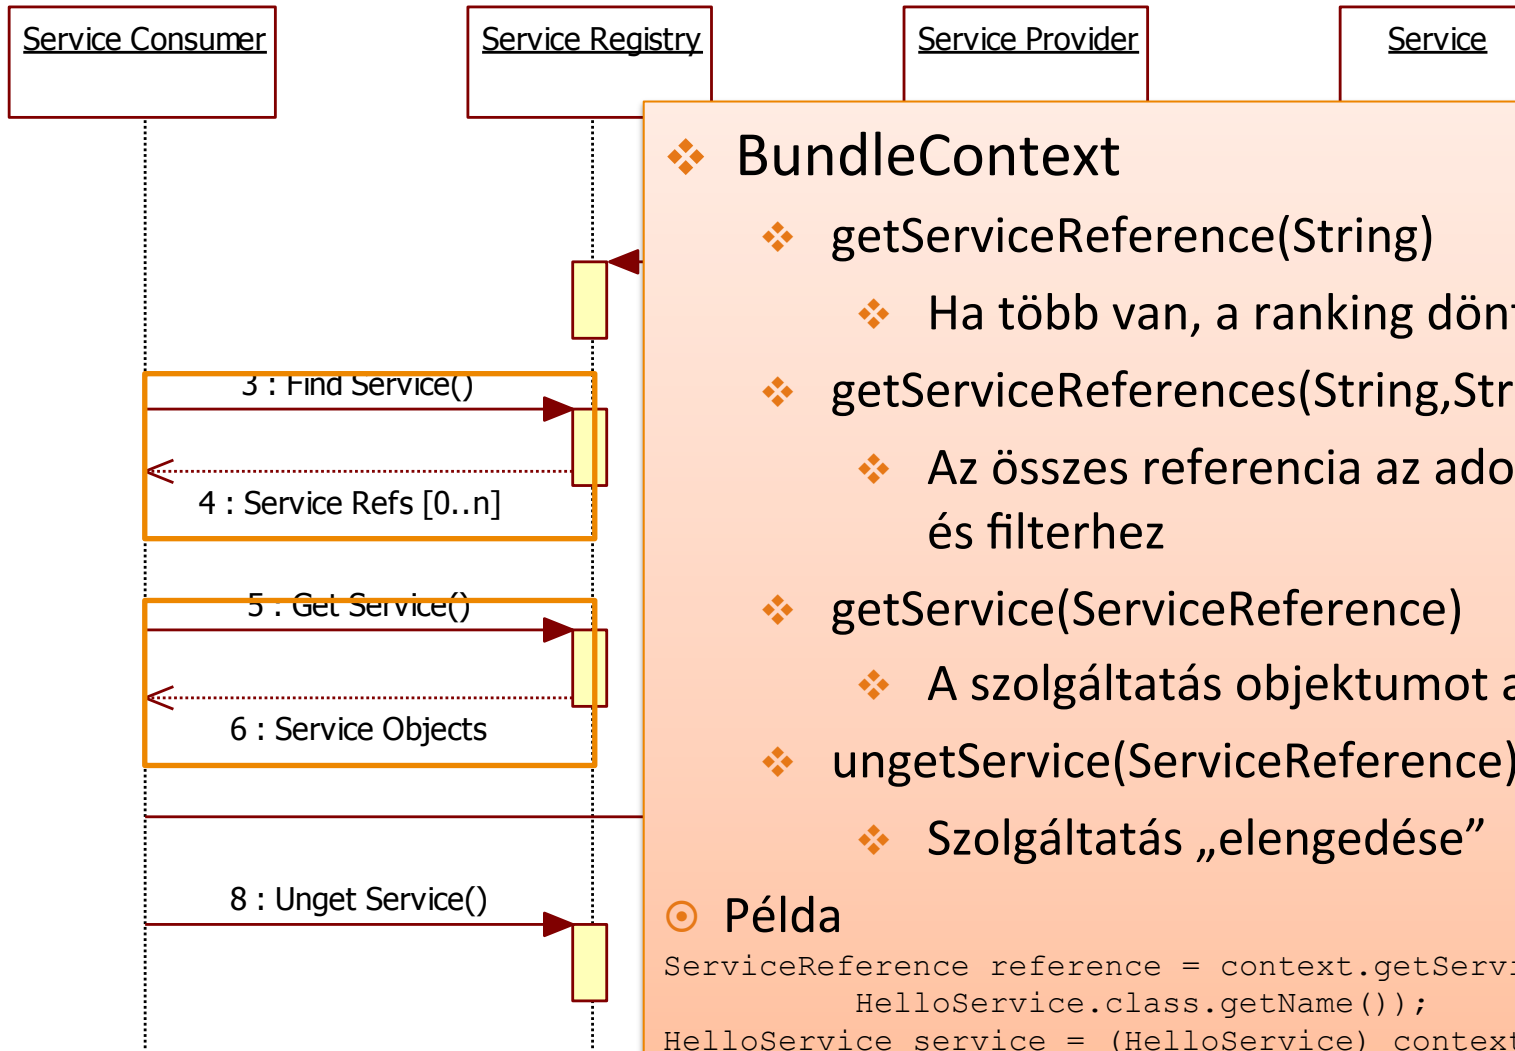 Service Consumer
Service Registry
Service Provider
Service
3 : Find Service()
4 : Service Refs [0..n]
5 : Get Service()
6 : Service Objects
8 : Unget Service()
BundleContext
getServiceReference(String)
Ha több van, a ranking dönt
getServiceReferences(String,Str
Az összes referencia az ado
és filterhez
getService(ServiceReference)
A szolgáltatás objektumot a
ungetService(ServiceReference)
Szolgáltatás „elengedése”
Példa
ServiceReference reference = context.getServi
HelloService.class.getName());
HelloService service = (HelloService) context